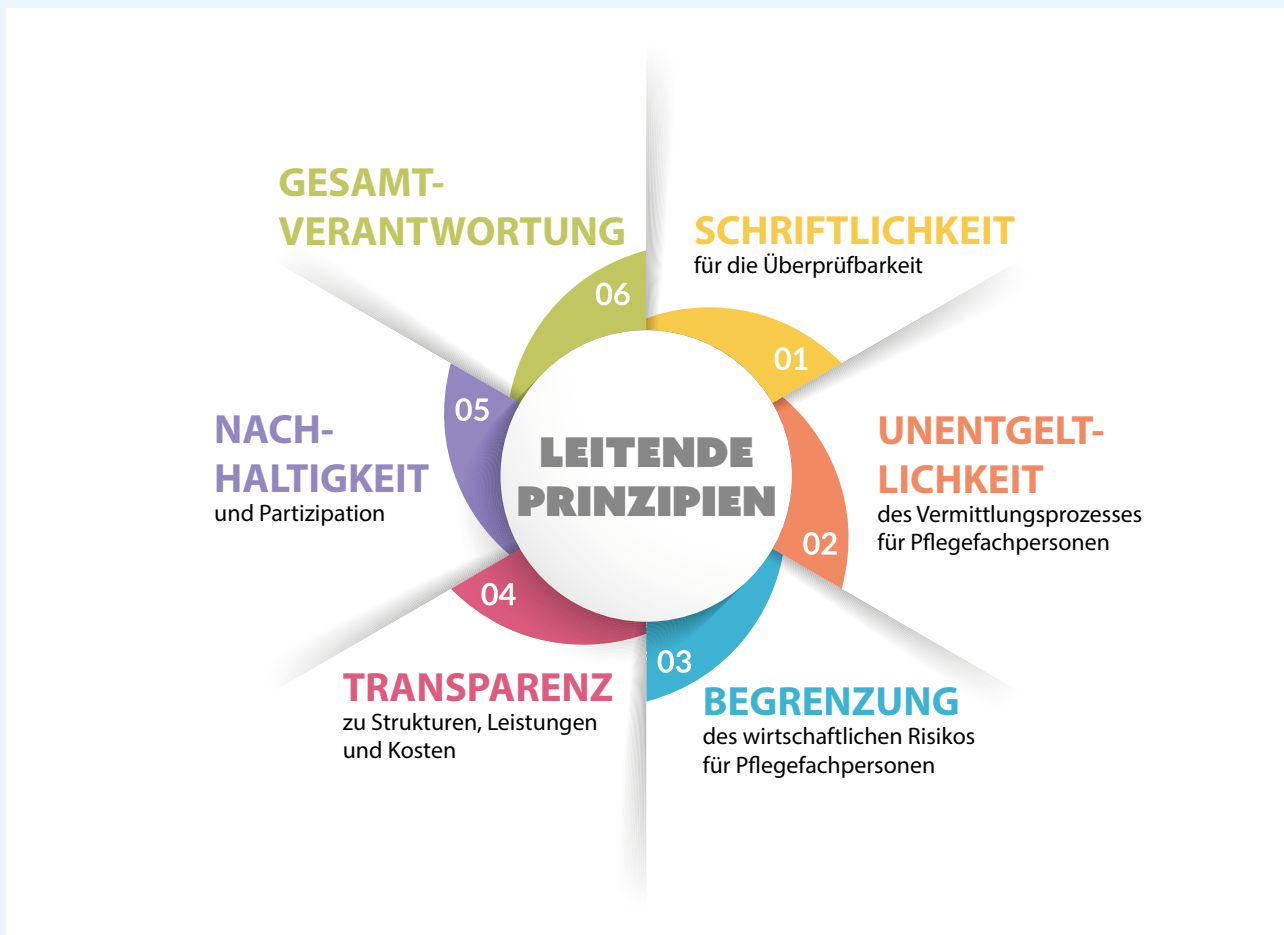 LEITENDE
PRINZIPIEN
01
SCHRIFTLICHKEIT
für die Überprüfbarkeit
02
UNENTGELT-
LICHKEIT
des Vermittlungsprozesses
für Pflegefachpersonen
03
BEGRENZUNG
des wirtschaftlichen Risikos
für Pflegefachpersonen
04
TRANSPARENZ
zu Strukturen, Leistungen
und Kosten
05
NACH-
HALTIGKEIT
und Partizipation
06
GESAMT-
VERANTWORTUNG